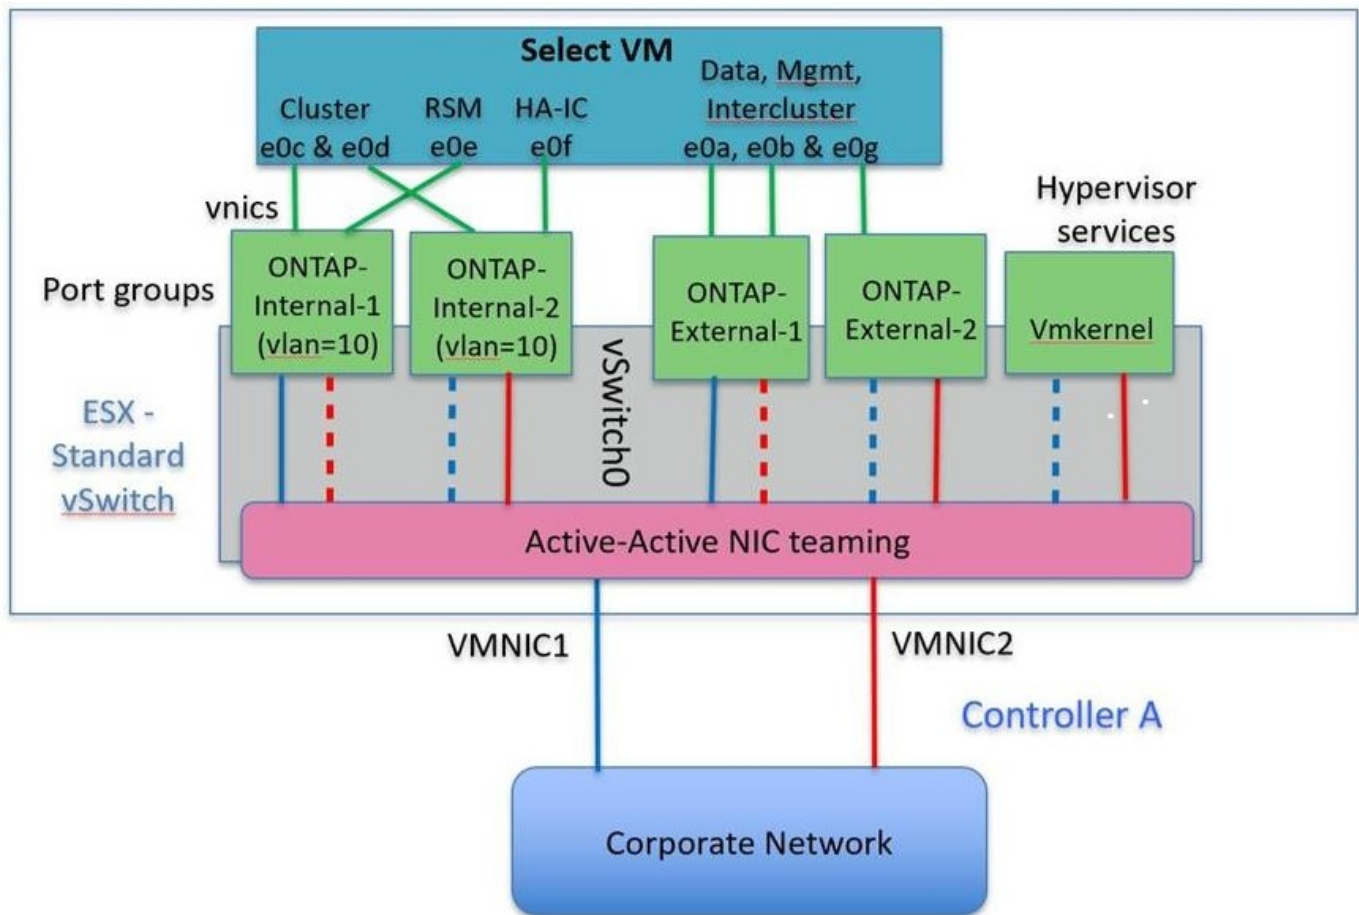 Select VM
Data, Mgmt,
Intercluster
e0a, e0b & e0g
Cluster
e0c & e0d
RSM
e0e
HA-IC
e0f
vnics
Hypervisor
services
Port groups
ONTAP-
Internal-1
(vlan=10)
ONTAP-
Internal-2
(vlan=10)
ONTAP-
External-1
ONTAP-
External-2
Vmkernel
vSwitch0
ESX -
Standard
vSwitch
Active-Active NIC teaming
VMNIC1
VMNIC2
Controller A
Corporate Network